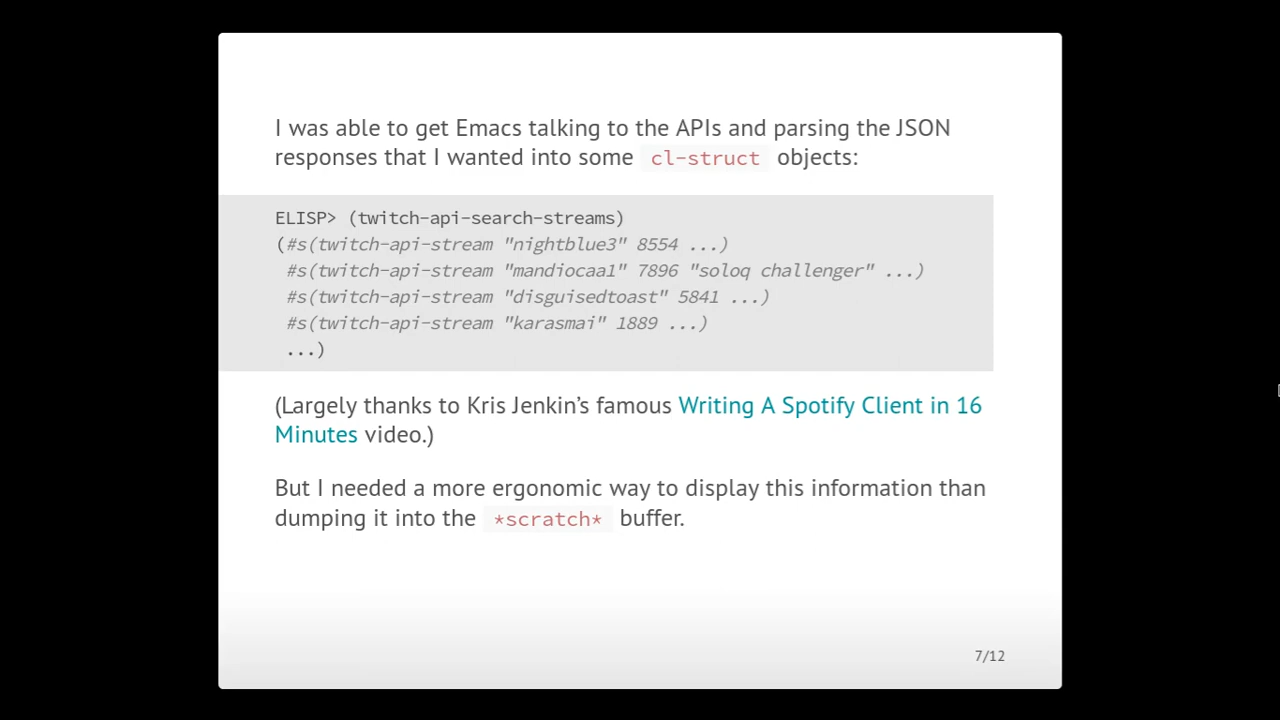 I was able to get Emacs talking to the APIs and parsing the JSON
responses that I wanted into some cl-struct objects:
ELISP> (twitch-api-search-streams)
(#s(twitch-api-stream "nightblue3" 8554 ...)
#s(twitch-api-stream "mandiocaa1" 7896 "soloq challenger" ...)
#s(twitch-api-stream "disguisedtoast" 5841 ...)
#s(twitch-api-stream "karasmai" 1889 ...)
...)
(Largely thanks to Kris Jenkin’s famous Writing A Spotify Client in 16
Minutes video.)
But I needed a more ergonomic way to display this information than
dumping it into the *scratch* buffer.
7/12